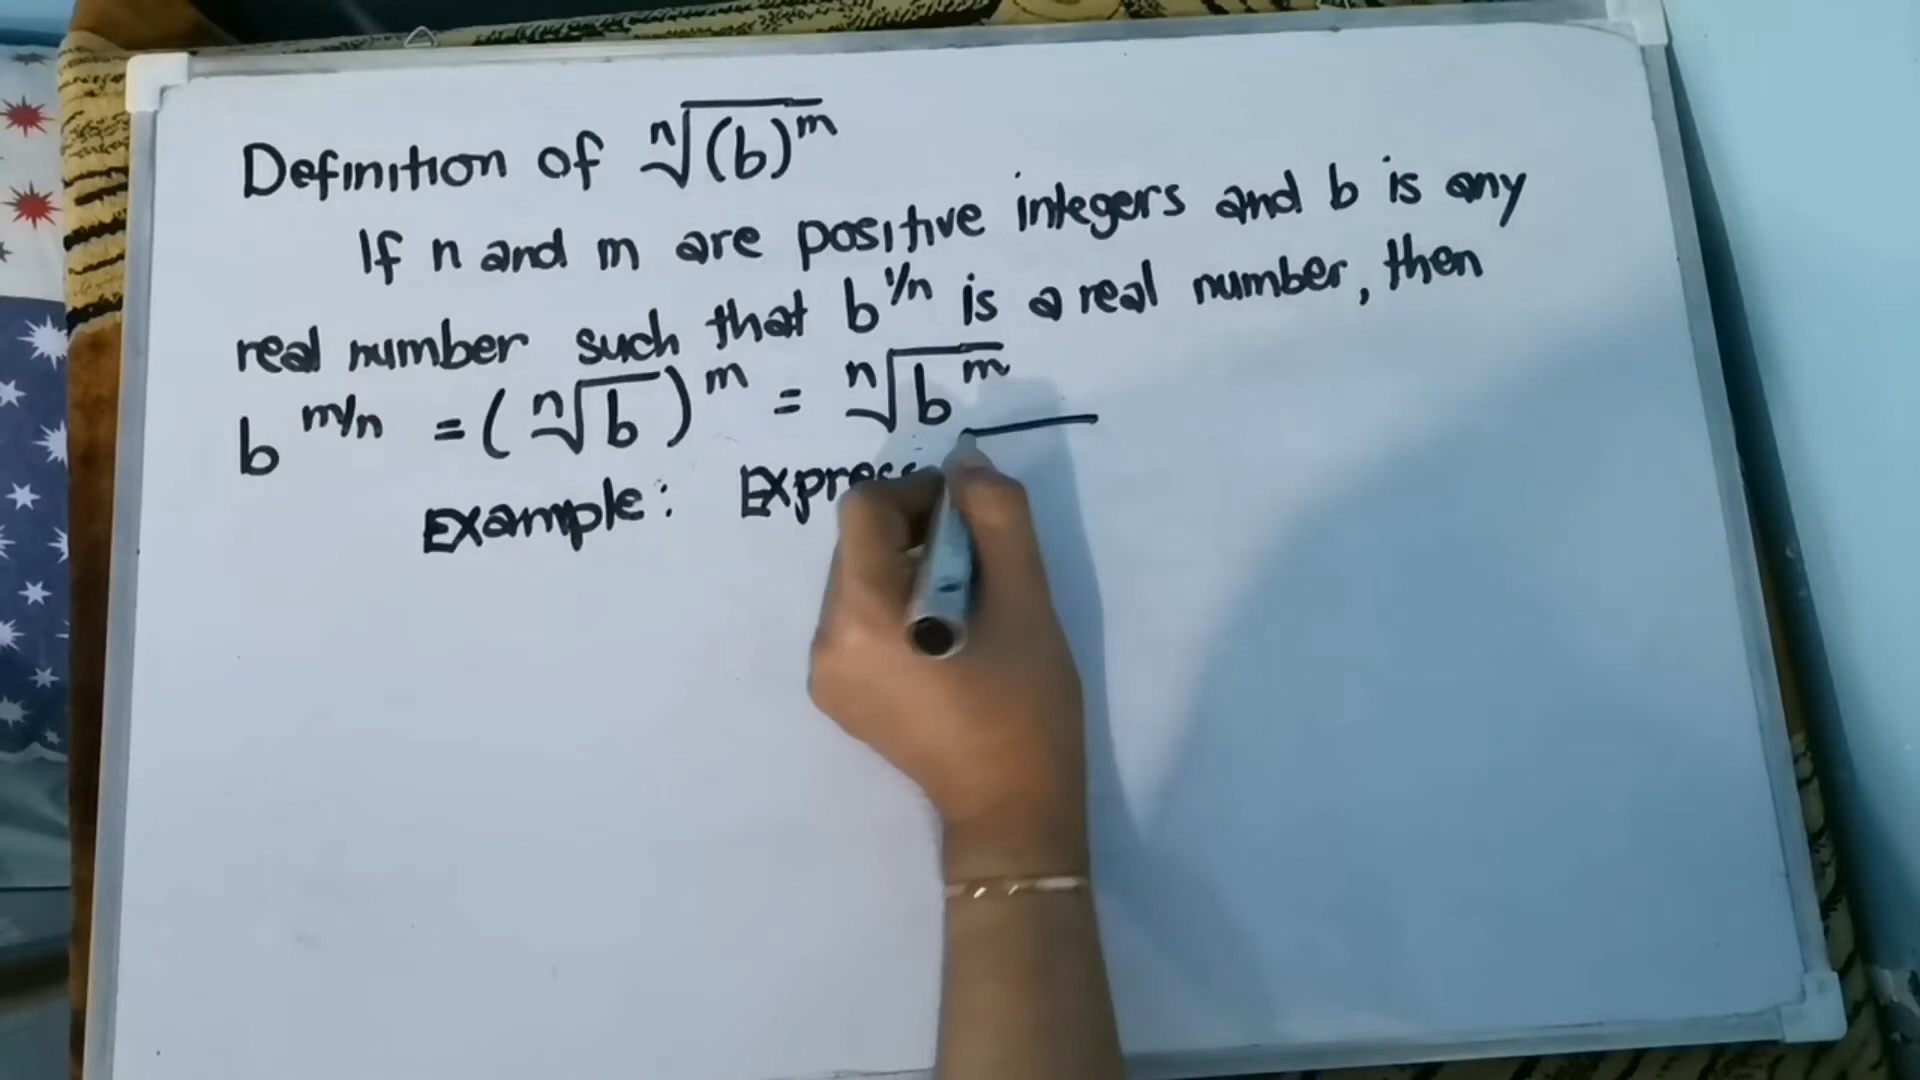 Definition of ⁿ√(b)ᵐ
If n and m are positive integers and b is any
real number such that b^1/n is a real number, then
b^m/n = (ⁿ√b)ᵐ = ⁿ√bᵐ
Example: